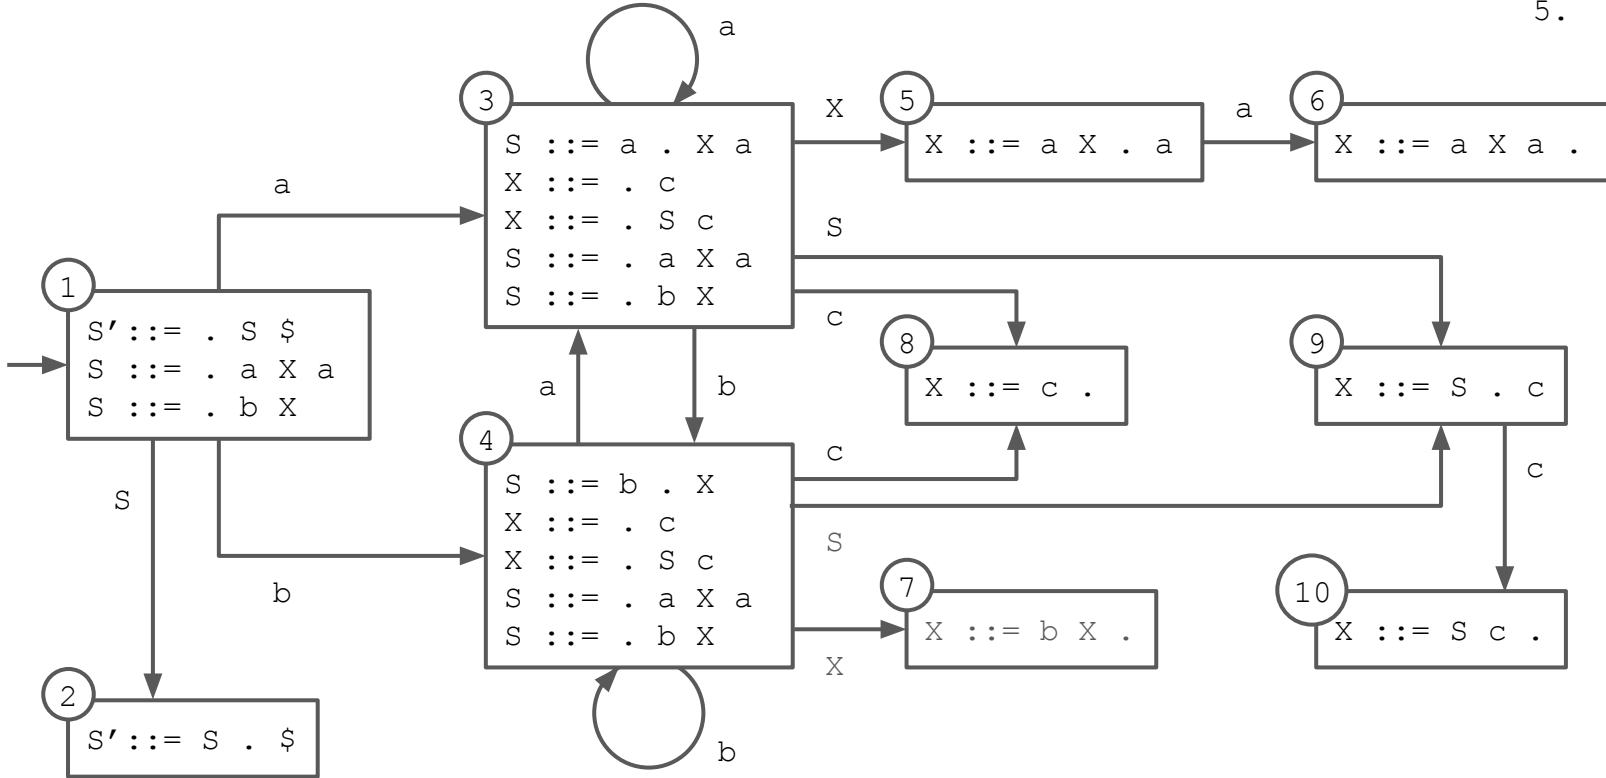 5.
a
3
S ::= a . X a
X ::= . c
X ::= . S c
S ::= . a X a
S ::= . b X
X
5
X ::= a X . a
a
6
X ::= a X a .
a
S
c
1
S'::= . S $
S ::= . a X a
S ::= . b X
8
X ::= c .
9
X ::= S . c
a
b
4
S ::= b . X
X ::= . c
X ::= . S c
S ::= . a X a
S ::= . b X
c
S
c
S
b
7
X ::= b X .
X
10
X ::= S c .
2
S'::= S . $
b